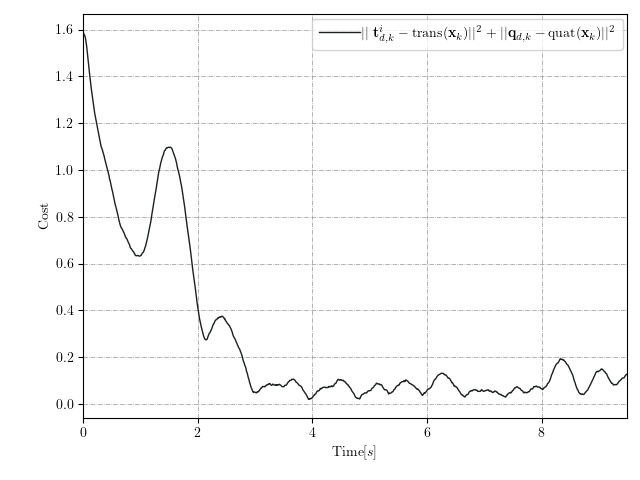 || t^i_{d,k} − trans(x_k)||² + ||q_{d,k} − quat(x_k)||²
1.6
1.4
1.2
1.0
0.8
0.6
0.4
0.2
0.0
Cost
0 2 4 6 8
Time[s]